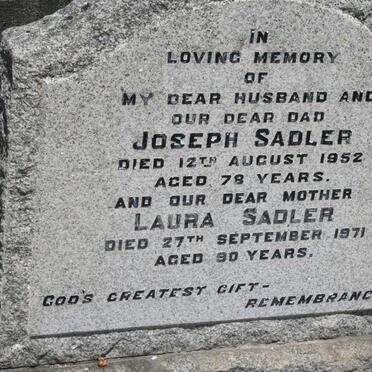 IN
LOVING MEMORY
OF
MY DEAR HUSBAND AND
OUR DEAR DAD
JOSEPH SADLER
DIED 12TH AUGUST 1952
AGED 78 YEARS.
AND OUR DEAR MOTHER
LAURA SADLER
DIED 27TH SEPTEMBER 1971
AGED 90 YEARS.
GOD'S GREATEST GIFT-
REMEMBRANC